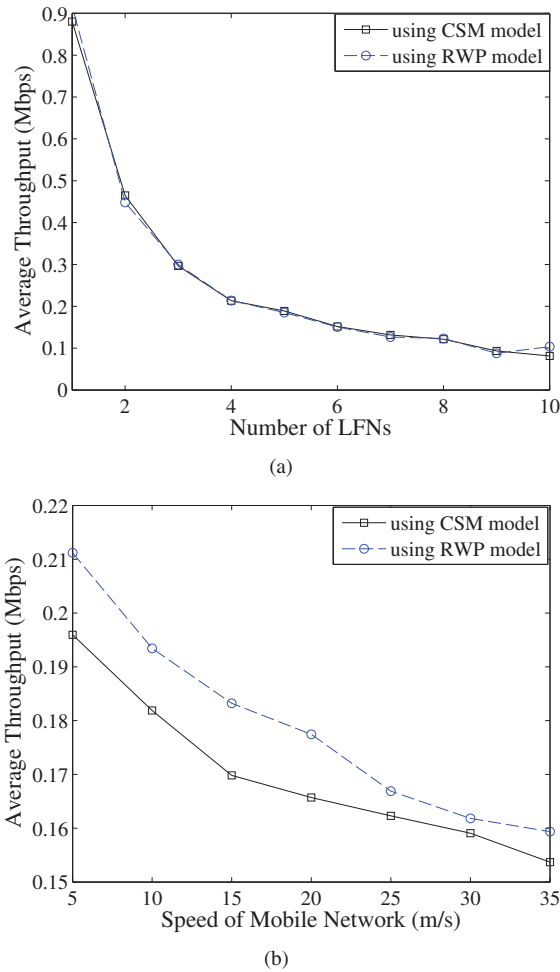 0.9
0.8
0.7
0.6
0.5
0.4
0.3
0.2
0.1
0
Average Throughput (Mbps)
using CSM model
using RWP model
2 4 6 8 10
Number of LFNs
(a)
0.22
0.21
0.2
0.19
0.18
0.17
0.16
0.15
Average Throughput (Mbps)
using CSM model
using RWP model
5 10 15 20 25 30 35
Speed of Mobile Network (m/s)
(b)